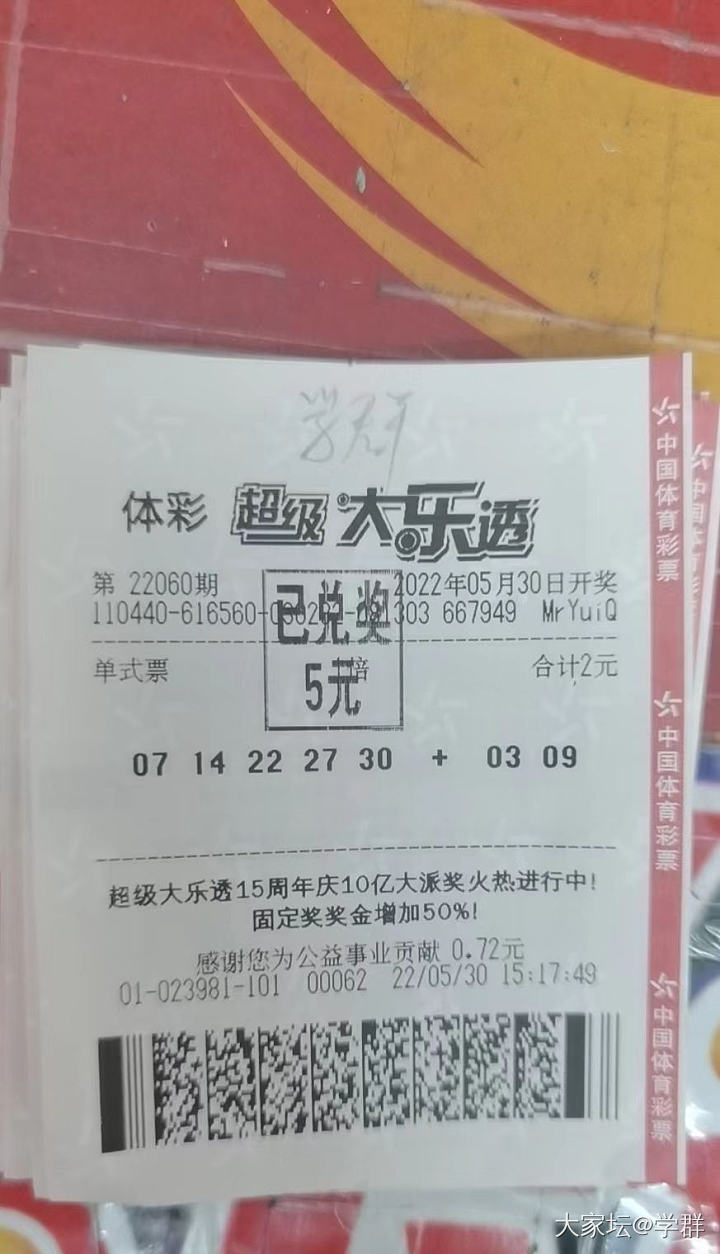 学群
体彩 超级大乐透
第 22060期 2022年05月30日开奖
110440-616560- 303 667949 MrYuiQ
已兑奖
5元
单式票 倍 合计2元
07 14 22 27 30 + 03 09
超级大乐透15周年庆10亿大派奖火热进行中!
固定奖奖金增加50%!
感谢您为公益事业贡献 0.72元
01-023981-101 00062 22/05/30 15:17:49
中国体育彩票
中国体育彩票
中国体育彩票
大家坛@学群